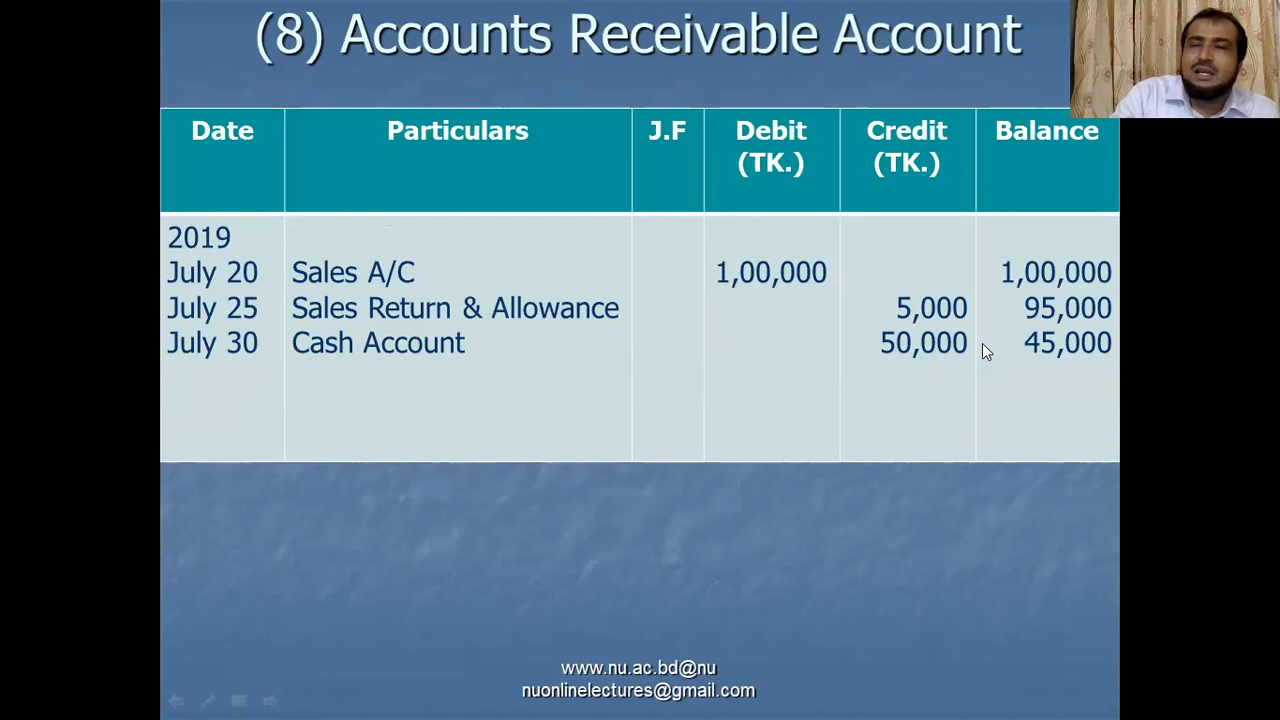 (8) Accounts Receivable Account
Date Particulars J.F Debit (TK.) Credit (TK.) Balance
2019
July 20 Sales A/C 1,00,000 1,00,000
July 25 Sales Return & Allowance 5,000 95,000
July 30 Cash Account 50,000 45,000
www.nu.ac.bd@nu
nuonlinelectures@gmail.com